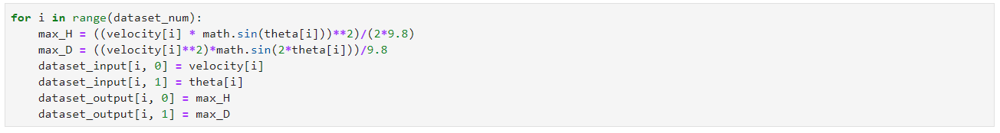 for i in range(dataset_num):
    max_H = ((velocity[i] * math.sin(theta[i]))**2)/(2*9.8)
    max_D = ((velocity[i]**2)*math.sin(2*theta[i]))/9.8
    dataset_input[i, 0] = velocity[i]
    dataset_input[i, 1] = theta[i]
    dataset_output[i, 0] = max_H
    dataset_output[i, 1] = max_D